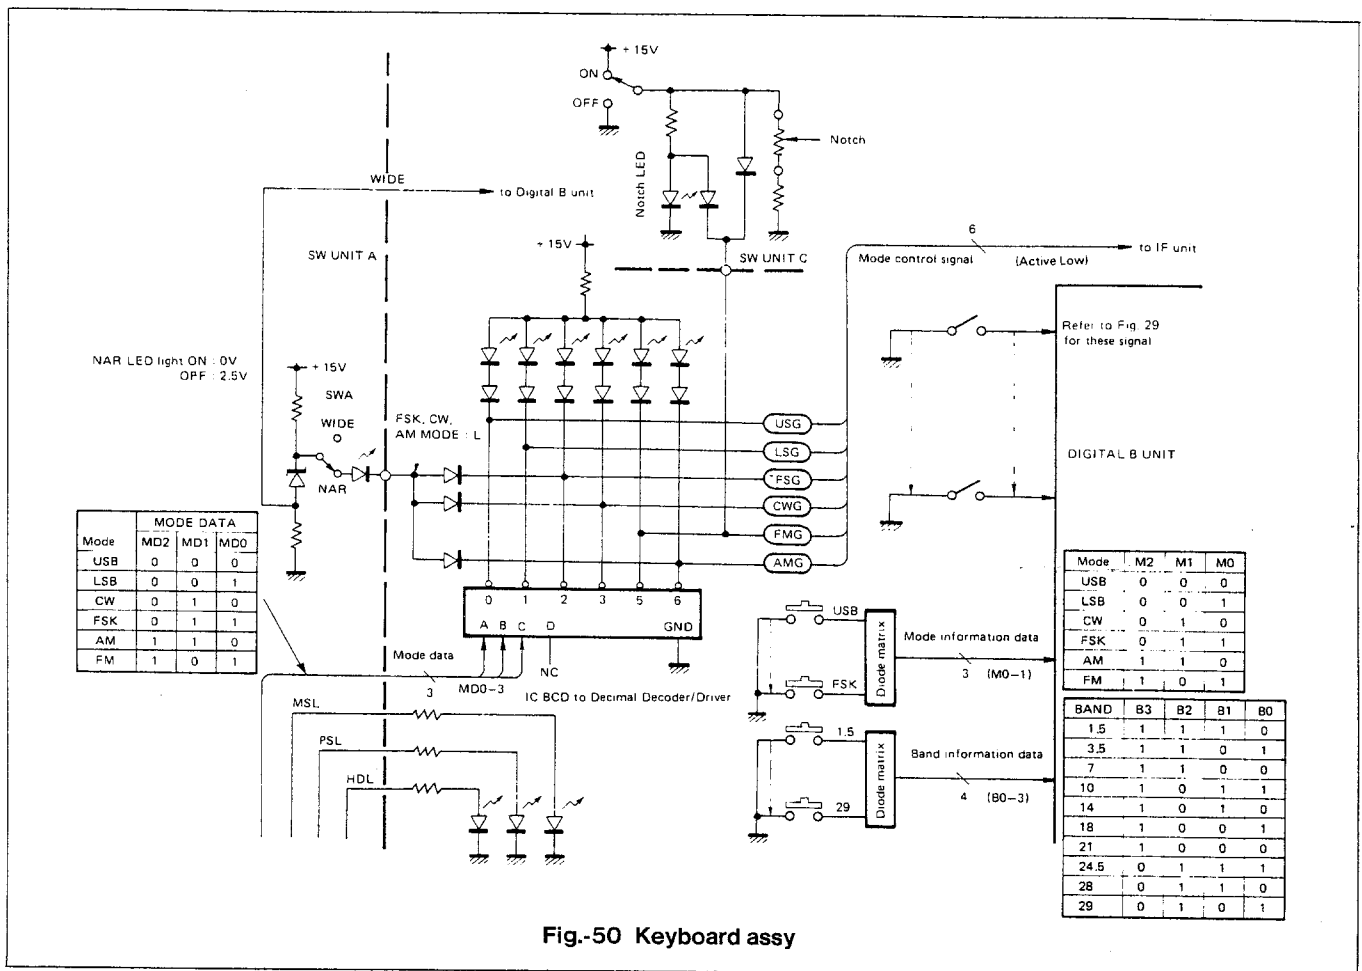 + 15V
ON
OFF
Notch
Notch LED
WIDE
to Digital B unit
SW UNIT A
+ 15V
SW UNIT C
6
Mode control signal (Active Low)
to IF unit
Refer to Fig. 29
for these signal
NAR LED light ON : 0V
OFF : 2.5V
+ 15V
SWA
WIDE
NAR
FSK, CW,
AM MODE : L
USG
LSG
FSG
CWG
FMG
AMG
DIGITAL B UNIT
MODE DATA
Mode MD2 MD1 MD0
USB 0 0 0
LSB 0 0 1
CW 0 1 0
FSK 0 1 1
AM 1 1 0
FM 1 0 1
0 1 2 3 5 6
A B C D GND
NC
Mode data
3 MD0-3
IC BCD to Decimal Decoder/Driver
MSL
PSL
HDL
USB
FSK
Diode matrix
Mode information data
3 (M0-1)
1.5
29
Diode matrix
Band information data
4 (B0-3)
Mode M2 M1 M0
USB 0 0 0
LSB 0 0 1
CW 0 1 0
FSK 0 1 1
AM 1 1 0
FM 1 0 1
BAND B3 B2 B1 B0
1.5 1 1 1 0
3.5 1 1 0 1
7 1 1 0 0
10 1 0 1 1
14 1 0 1 0
18 1 0 0 1
21 1 0 0 0
24.5 0 1 1 1
28 0 1 1 0
29 0 1 0 1
Fig.-50 Keyboard assy